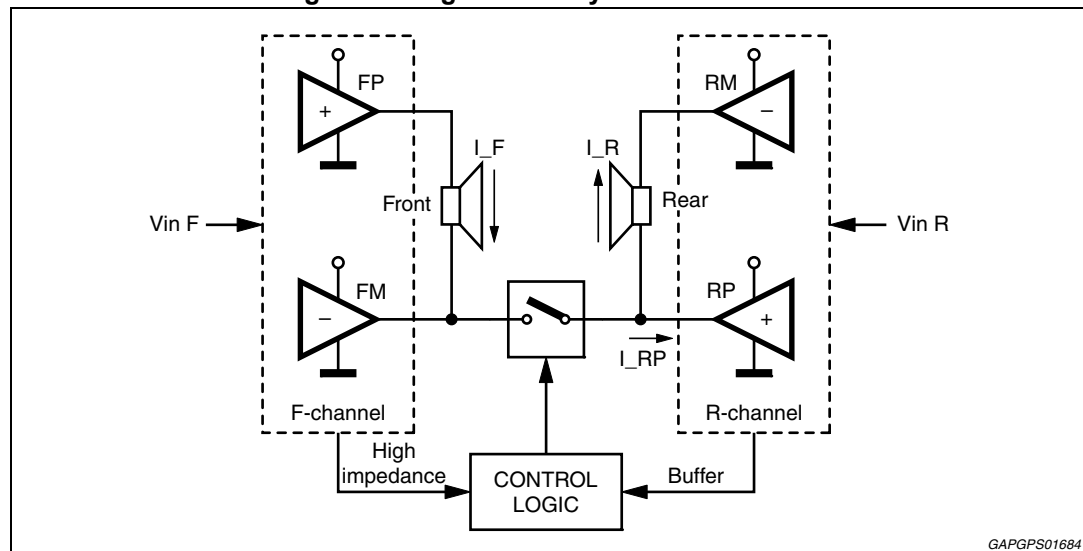 FP
RM
+
−
I_F
I_R
Front
Rear
Vin F
Vin R
FM
RP
−
+
I_RP
F-channel
R-channel
High
impedance
CONTROL
LOGIC
Buffer
GAPGPS01684